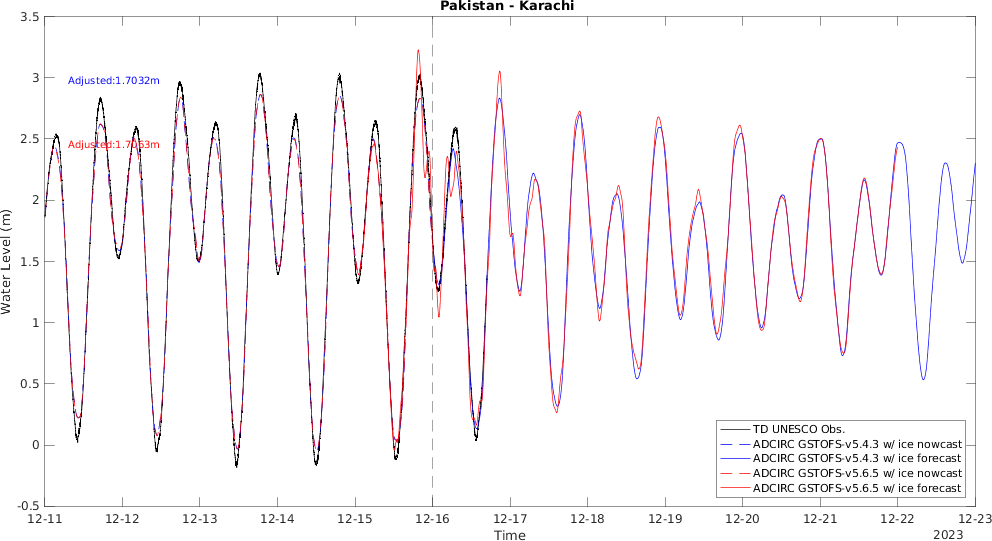 Pakistan - Karachi
Water Level (m)
3.5
3
2.5
2
1.5
1
0.5
0
-0.5
Adjusted:1.7032m
Adjusted:1.7053m
TD UNESCO Obs.
ADCIRC GSTOFS-v5.4.3 w/ ice nowcast
ADCIRC GSTOFS-v5.4.3 w/ ice forecast
ADCIRC GSTOFS-v5.6.5 w/ ice nowcast
ADCIRC GSTOFS-v5.6.5 w/ ice forecast
12-11 12-12 12-13 12-14 12-15 12-16 12-17 12-18 12-19 12-20 12-21 12-22 12-23
Time
2023